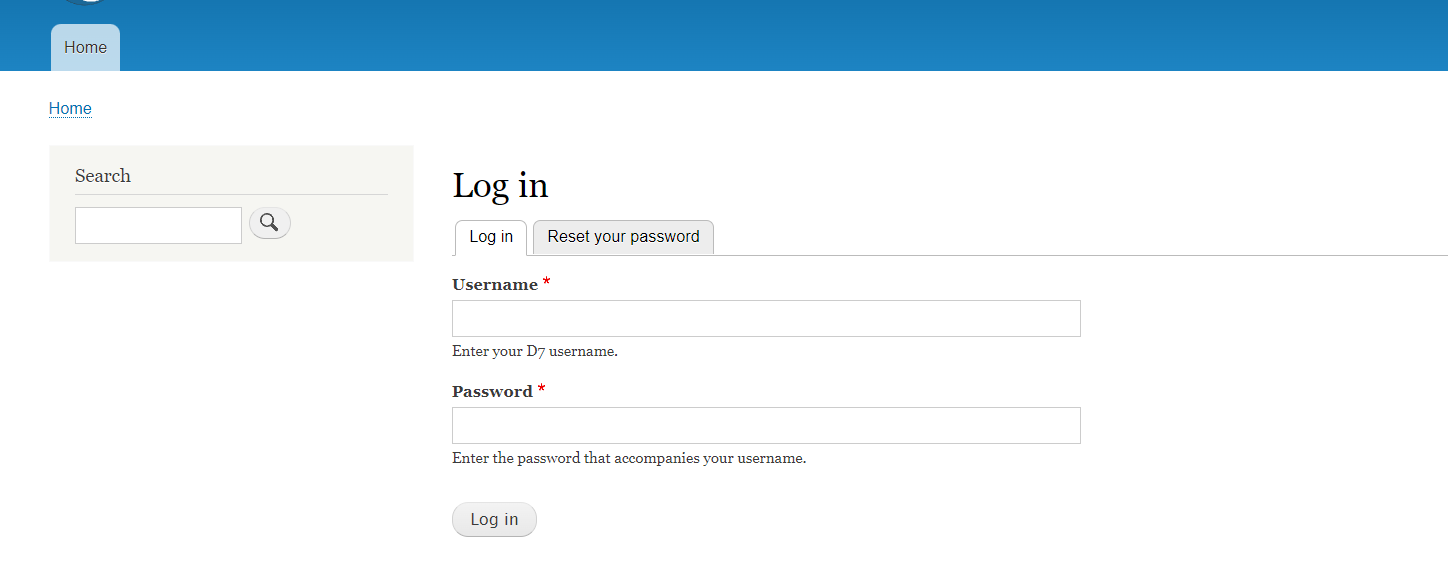 Home
Home
Search
Log in
Log in
Reset your password
Username *
Enter your D7 username.
Password *
Enter the password that accompanies your username.
Log in